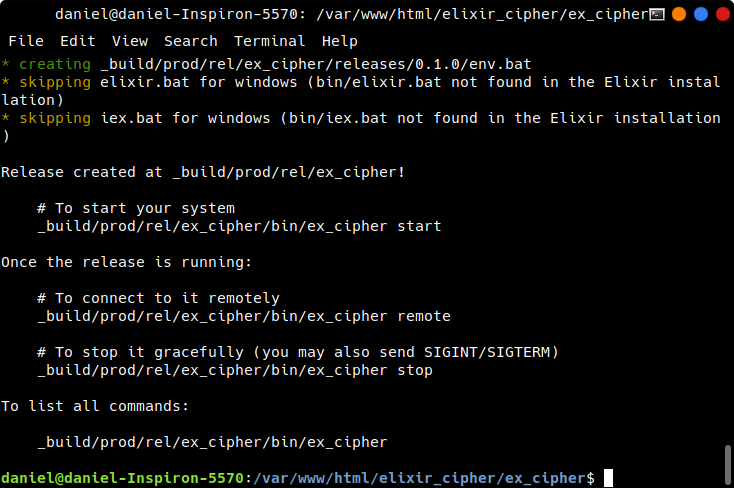 daniel@daniel-Inspiron-5570: /var/www/html/elixir_cipher/ex_cipher
File Edit View Search Terminal Help
* creating _build/prod/rel/ex_cipher/releases/0.1.0/env.bat
* skipping elixir.bat for windows (bin/elixir.bat not found in the Elixir instal
lation)
* skipping iex.bat for windows (bin/iex.bat not found in the Elixir installation
)
Release created at _build/prod/rel/ex_cipher!
# To start your system
_build/prod/rel/ex_cipher/bin/ex_cipher start
Once the release is running:
# To connect to it remotely
_build/prod/rel/ex_cipher/bin/ex_cipher remote
# To stop it gracefully (you may also send SIGINT/SIGTERM)
_build/prod/rel/ex_cipher/bin/ex_cipher stop
To list all commands:
_build/prod/rel/ex_cipher/bin/ex_cipher
daniel@daniel-Inspiron-5570:/var/www/html/elixir_cipher/ex_cipher$